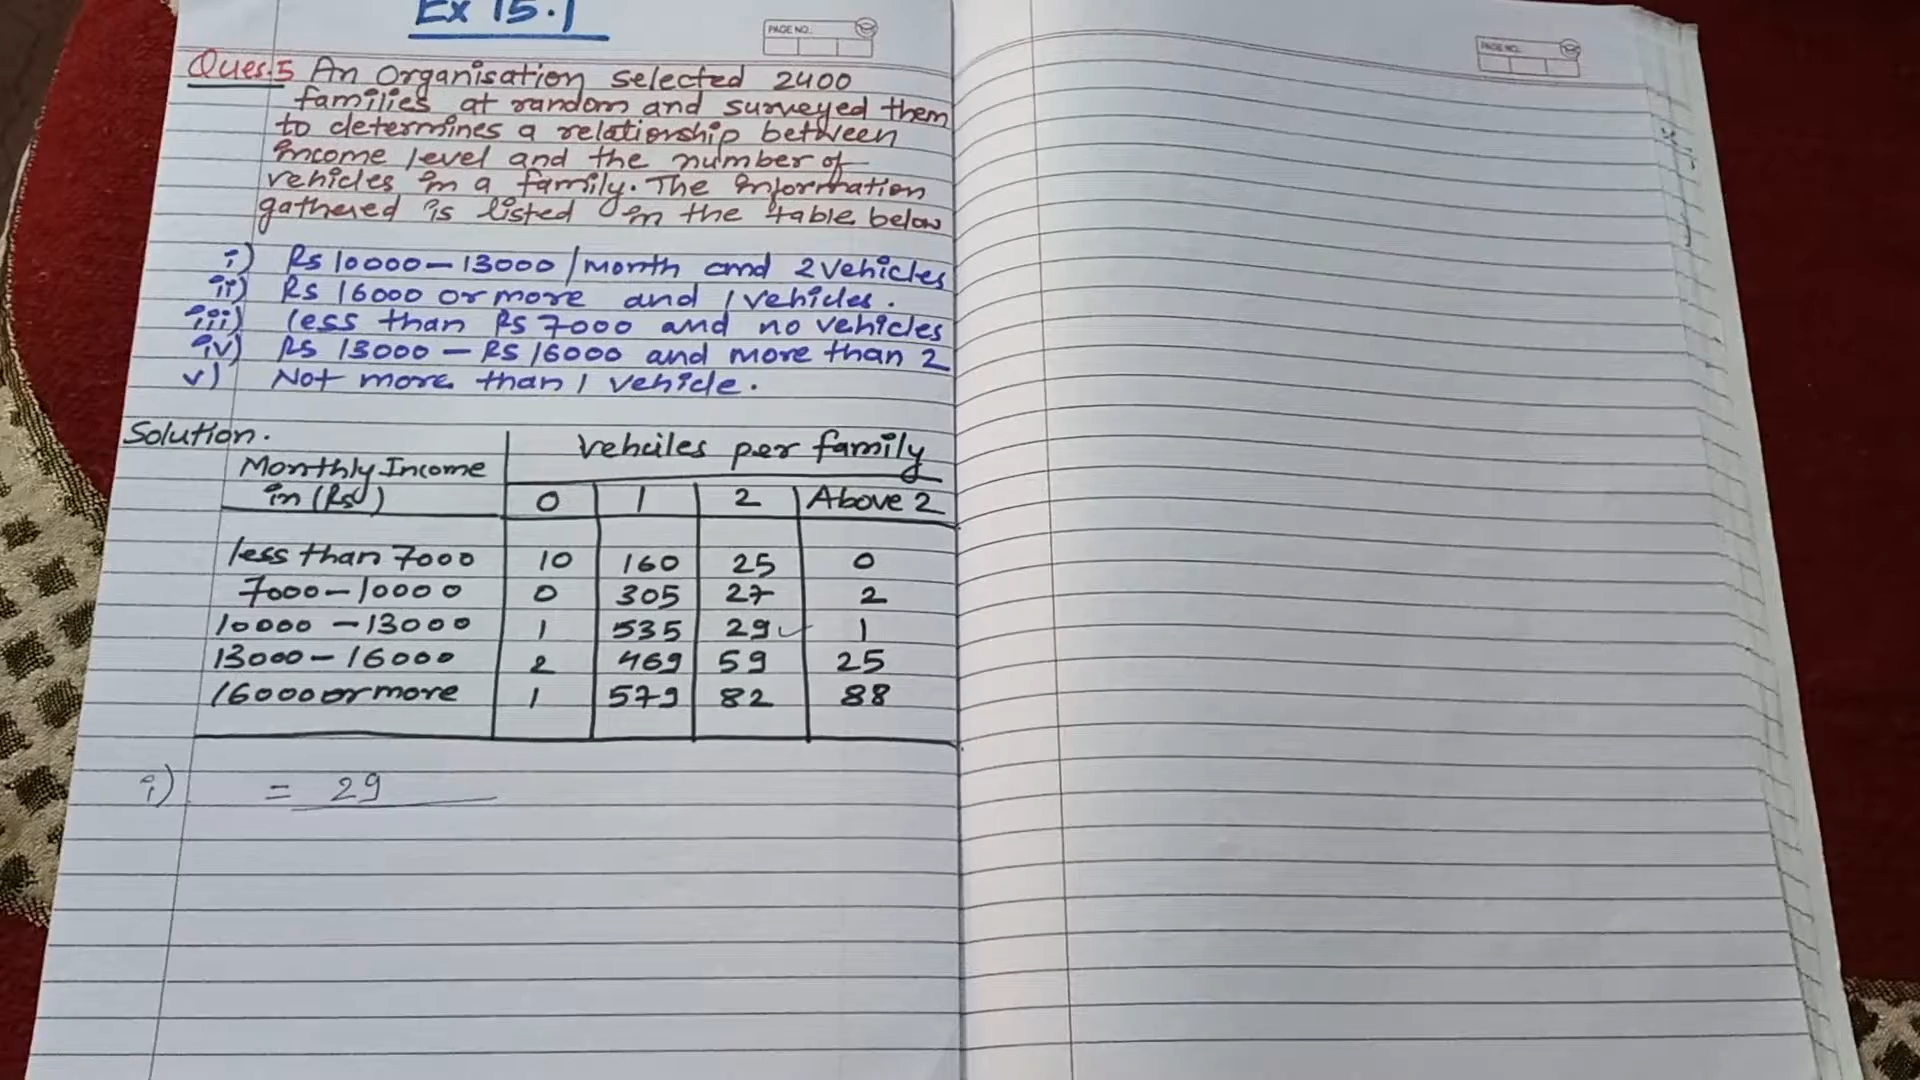 Ex 15.1
PAGE NO.
PAGE NO.
Ques.5 An Organisation selected 2400
families at random and surveyed them
to determines a relationship between
income level and the number of
vehicles in a family. The information
gathered is listed in the table below
i) Rs 10000-13000/month and 2 vehicles
ii) Rs 16000 or more and 1 vehicles.
iii) less than Rs 7000 and no vehicles
iv) Rs 13000 - Rs 16000 and more than 2
v) Not more than 1 vehicle.
Solution.
vehciles per family
Monthly Income
in (Rs)
0 1 2 Above 2
less than 7000 10 160 25 0
7000-10000 0 305 27 2
10000-13000 1 535 29 ✓ 1
13000-16000 2 469 59 25
16000 or more 1 579 82 88
i) = 29